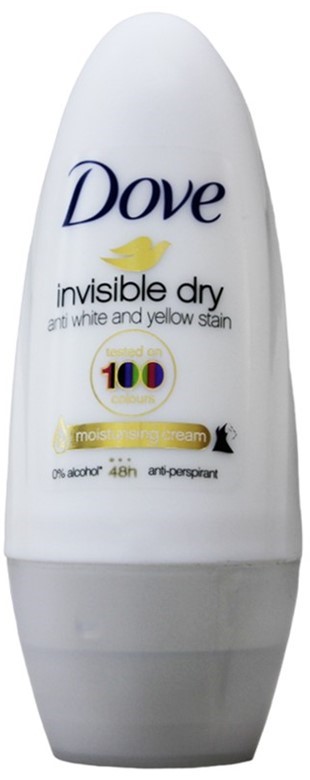 Dove
invisible dry
anti white and yellow stain
tested on
100
colours
moisturising cream
0% alcohol* 48h anti-perspirant